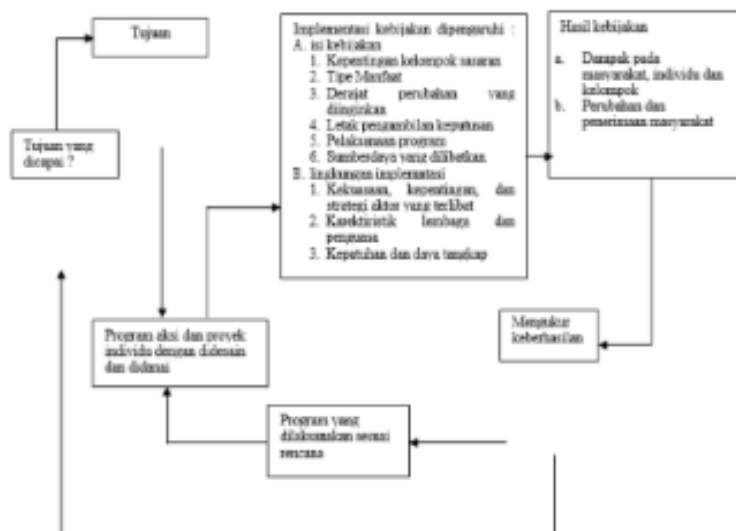 Tujuan
Implementasi kebijakan dipengaruhi :
A. isi kebijakan
1. Kepentingan kelompok sasaran
2. Tipe Manfaat
3. Derajat perubahan yang
diinginkan
4. Letak pengambilan keputusan
5. Pelaksanaan program
6. Sumberdaya yang dilibatkan
B. lingkungan implementasi
1. Kekuasaan, kepentingan, dan
strategi aktor yang terlibat
2. Karektiristik lembaga dan
penguasa
3. Kepatuhan dan daya tangkap
Hasil kebijakan
a. Dampak pada
masyarakat, individu dan
kelompok
b. Perubahan dan
penerimaan masyarakat
Tujuan yang
dicapai ?
Program aksi dan proyek
individu dengan didesain
dan didanai
Mengukur
keberhasilan
Program yang
dilaksanakan sesuai
rencana